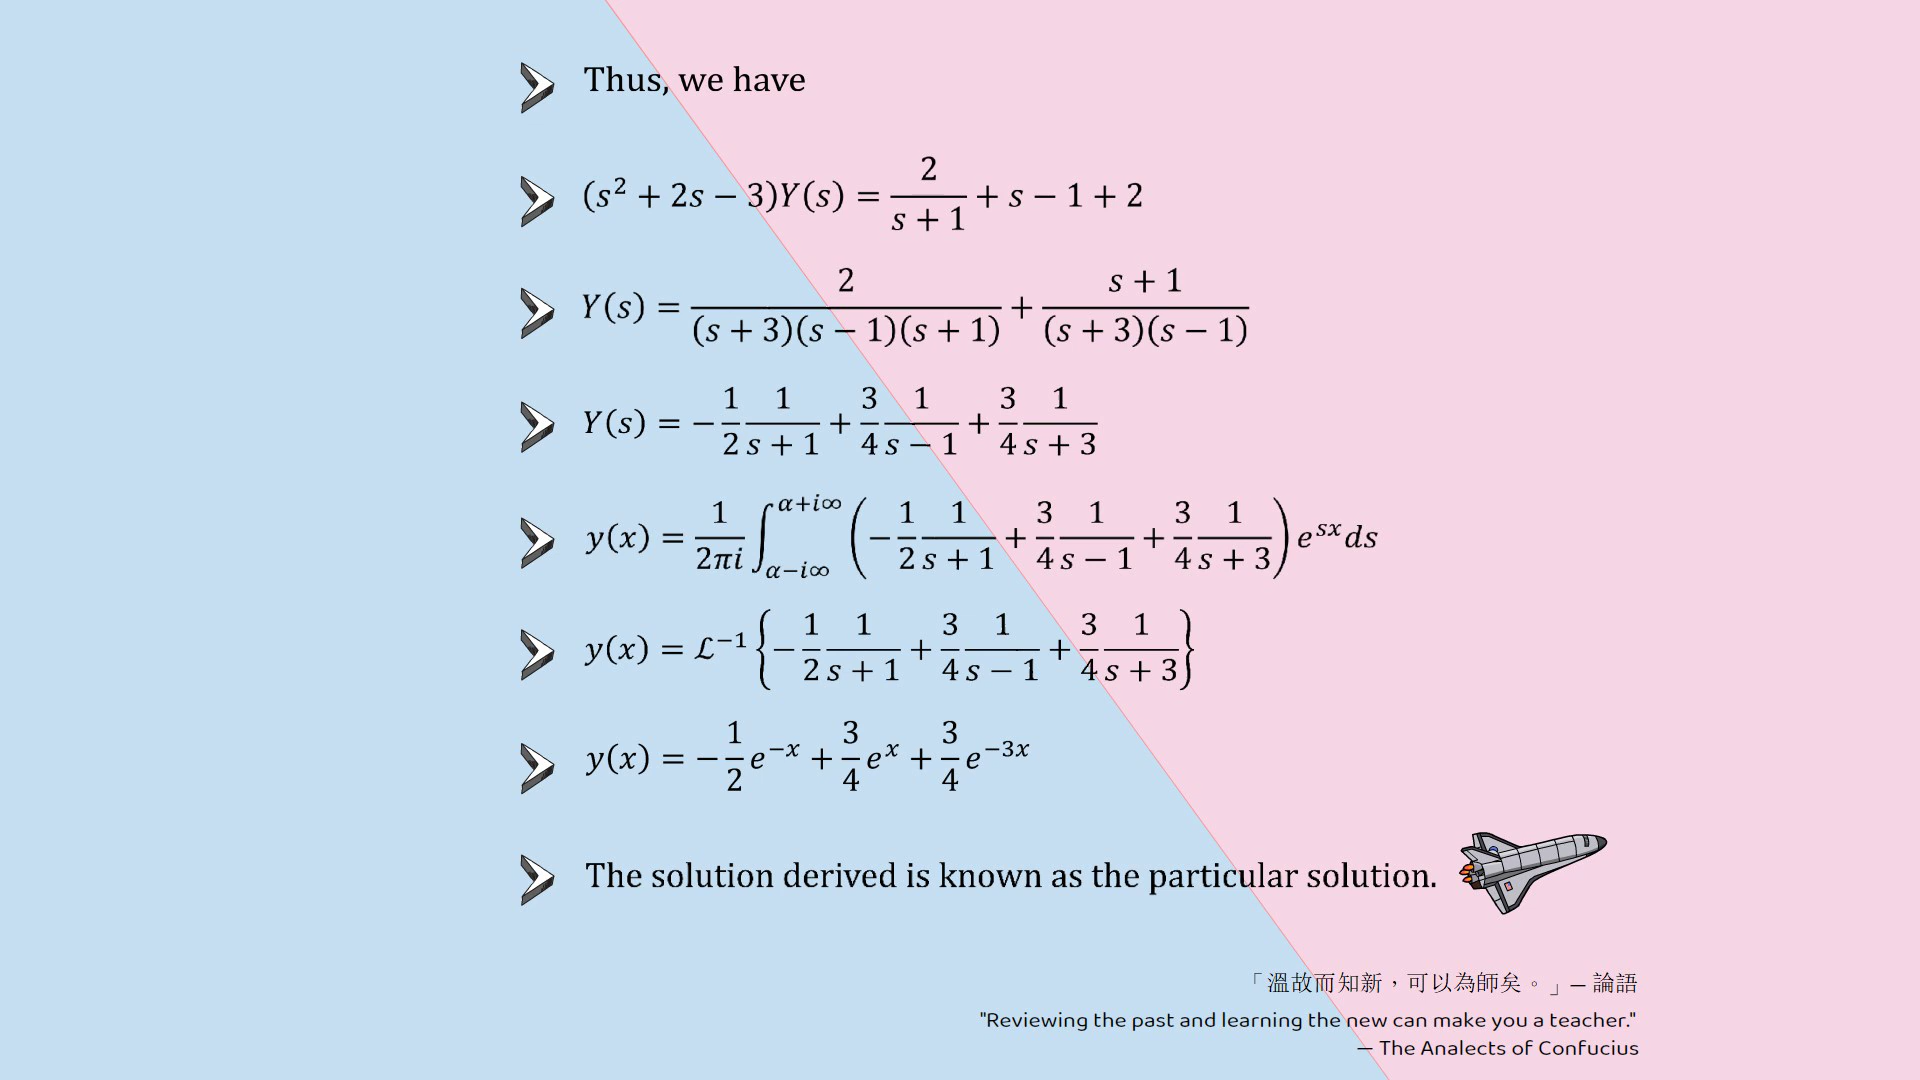 Thus, we have
(s² + 2s − 3)Y(s) = 2/(s + 1) + s − 1 + 2
Y(s) = 2/((s + 3)(s − 1)(s + 1)) + (s + 1)/((s + 3)(s − 1))
Y(s) = −1/2 1/(s + 1) + 3/4 1/(s − 1) + 3/4 1/(s + 3)
y(x) = 1/(2πi) ∫_{α−i∞}^{α+i∞} (−1/2 1/(s + 1) + 3/4 1/(s − 1) + 3/4 1/(s + 3)) e^{sx} ds
y(x) = ℒ⁻¹ {−1/2 1/(s + 1) + 3/4 1/(s − 1) + 3/4 1/(s + 3)}
y(x) = −1/2 e^{−x} + 3/4 e^{x} + 3/4 e^{−3x}
The solution derived is known as the particular solution.
「溫故而知新，可以為師矣。」— 論語
"Reviewing the past and learning the new can make you a teacher."
— The Analects of Confucius